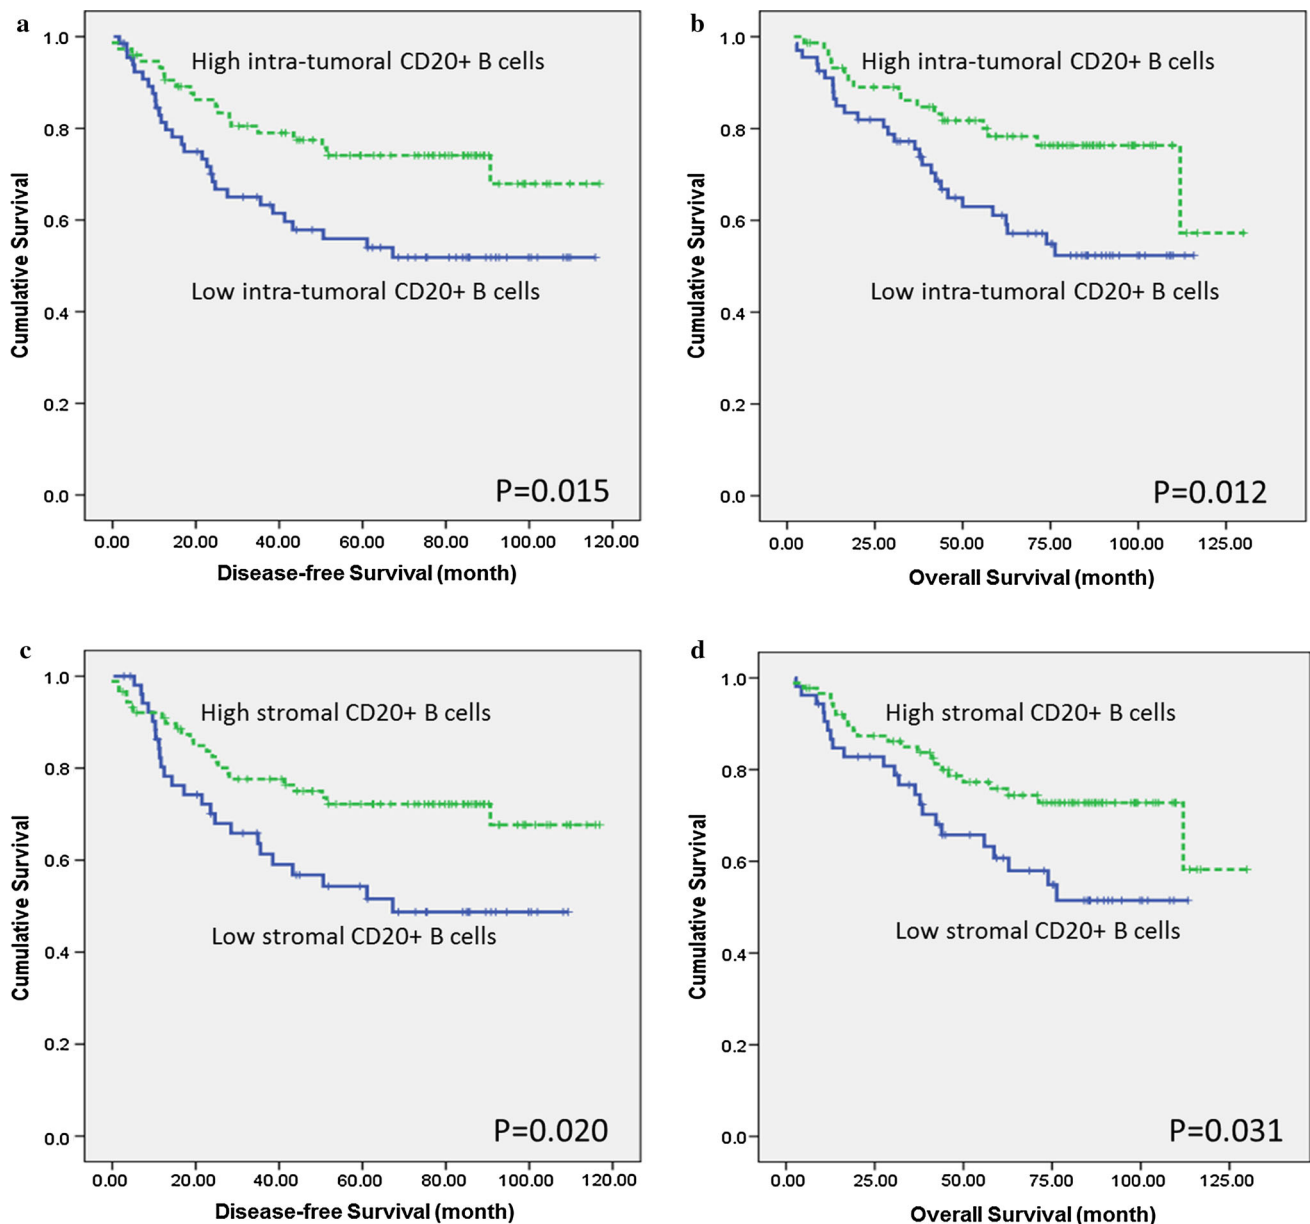 a
1.0
0.8
0.6
0.4
0.2
0.0
Cumulative Survival
High intra-tumoral CD20+ B cells
Low intra-tumoral CD20+ B cells
P=0.015
0.00 20.00 40.00 60.00 80.00 100.00 120.00
Disease-free Survival (month)
b
1.0
0.8
0.6
0.4
0.2
0.0
Cumulative Survival
High intra-tumoral CD20+ B cells
Low intra-tumoral CD20+ B cells
P=0.012
0.00 25.00 50.00 75.00 100.00 125.00
Overall Survival (month)
c
1.0
0.8
0.6
0.4
0.2
0.0
Cumulative Survival
High stromal CD20+ B cells
Low stromal CD20+ B cells
P=0.020
0.00 20.00 40.00 60.00 80.00 100.00 120.00
Disease-free Survival (month)
d
1.0
0.8
0.6
0.4
0.2
0.0
Cumulative Survival
High stromal CD20+ B cells
Low stromal CD20+ B cells
P=0.031
0.00 25.00 50.00 75.00 100.00 125.00
Overall Survival (month)